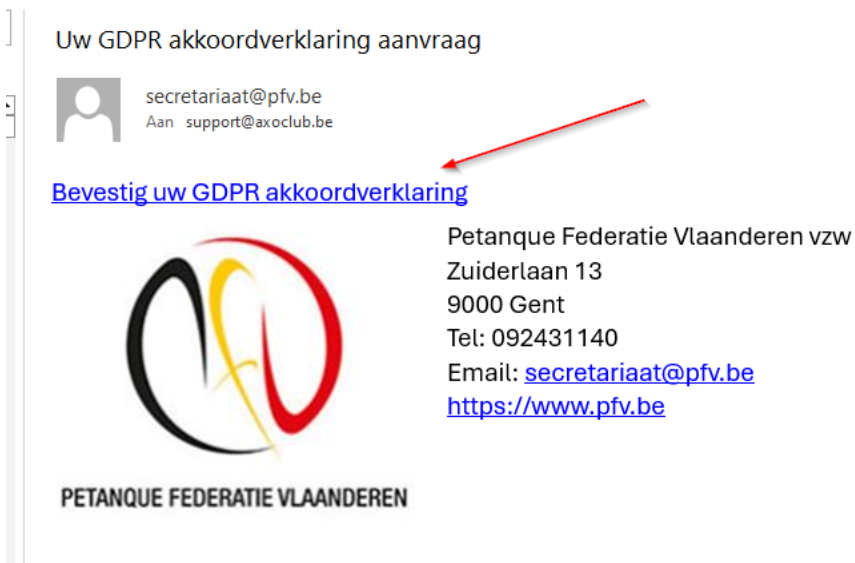 Uw GDPR akkoordverklaring aanvraag
secretariaat@pfv.be
Aan support@axoclub.be
Bevestig uw GDPR akkoordverklaring
Petanque Federatie Vlaanderen vzw
Zuiderlaan 13
9000 Gent
Tel: 092431140
Email: secretariaat@pfv.be
https://www.pfv.be
PETANQUE FEDERATIE VLAANDEREN